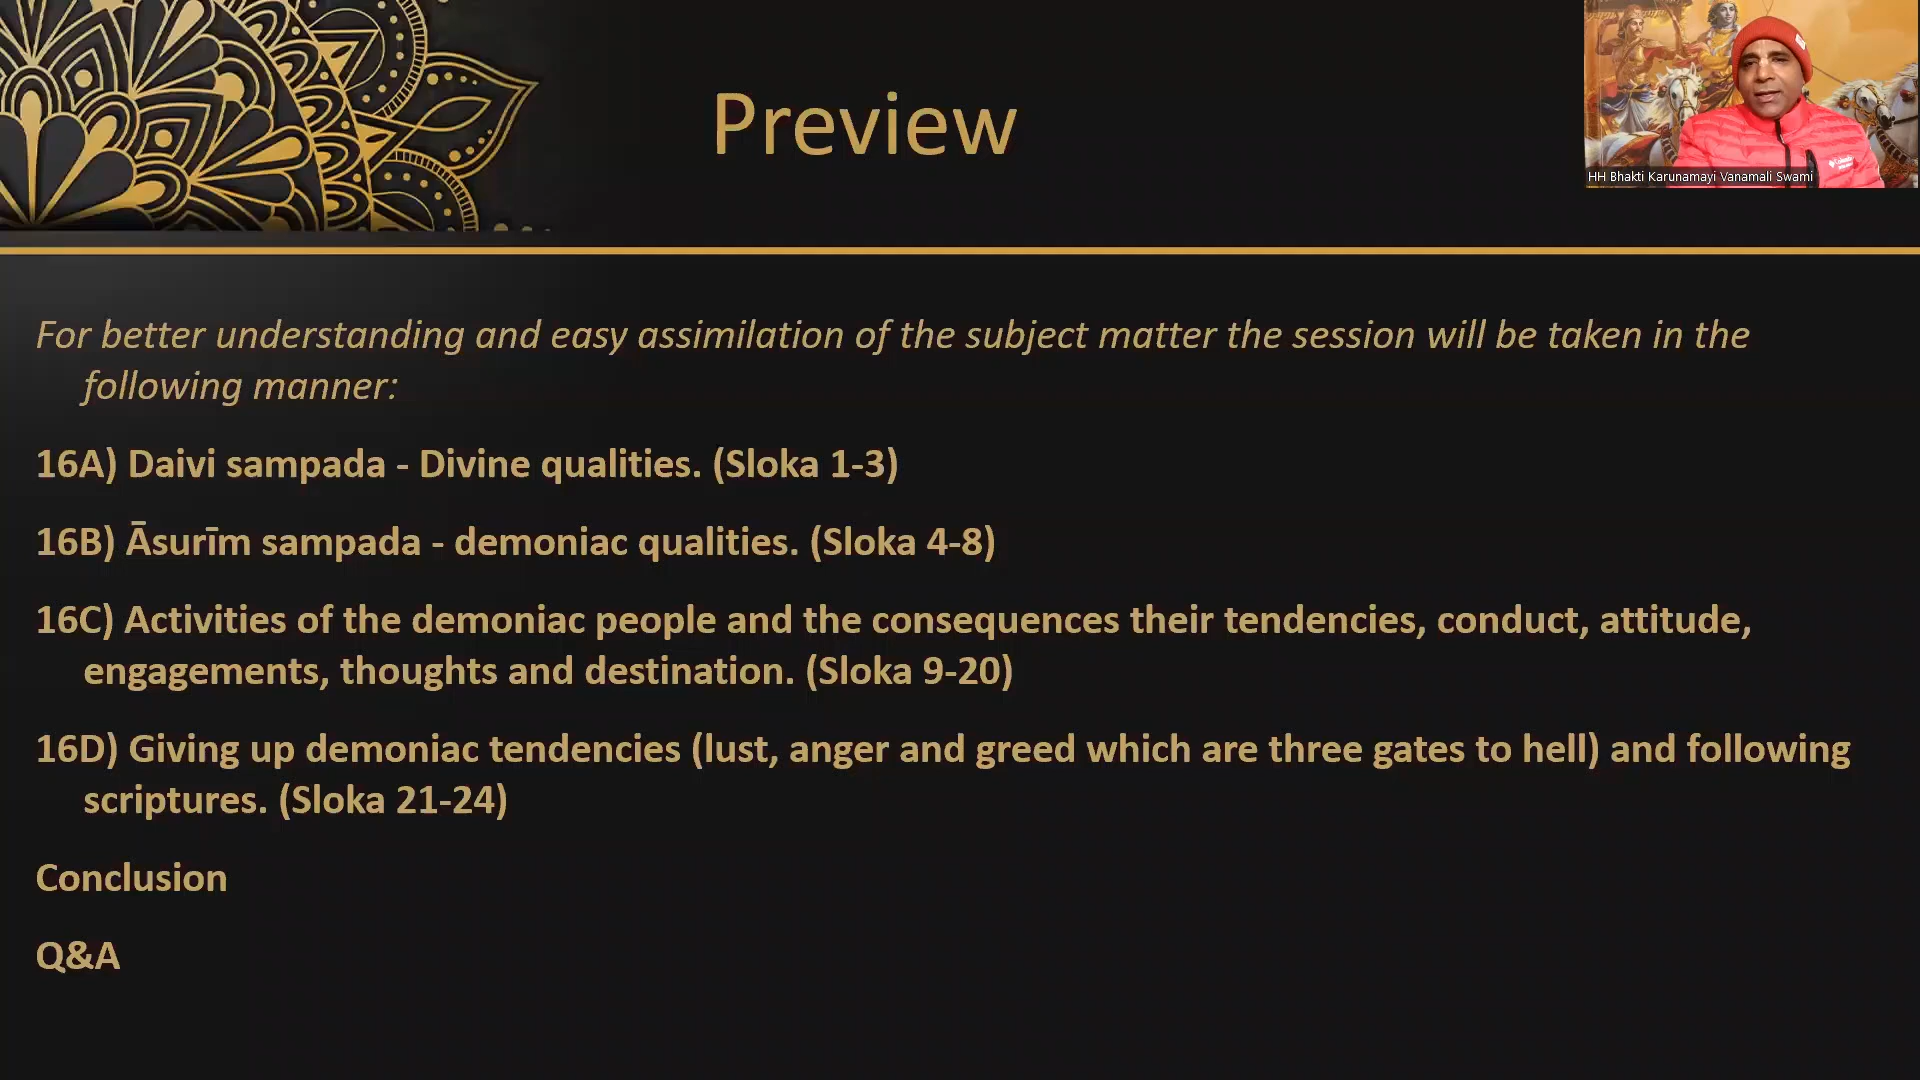 Preview
HH Bhakti Karunamayi Vanamali Swami
For better understanding and easy assimilation of the subject matter the session will be taken in the
following manner:
16A) Daivi sampada - Divine qualities. (Sloka 1-3)
16B) Āsurīm sampada - demoniac qualities. (Sloka 4-8)
16C) Activities of the demoniac people and the consequences their tendencies, conduct, attitude,
engagements, thoughts and destination. (Sloka 9-20)
16D) Giving up demoniac tendencies (lust, anger and greed which are three gates to hell) and following
scriptures. (Sloka 21-24)
Conclusion
Q&A